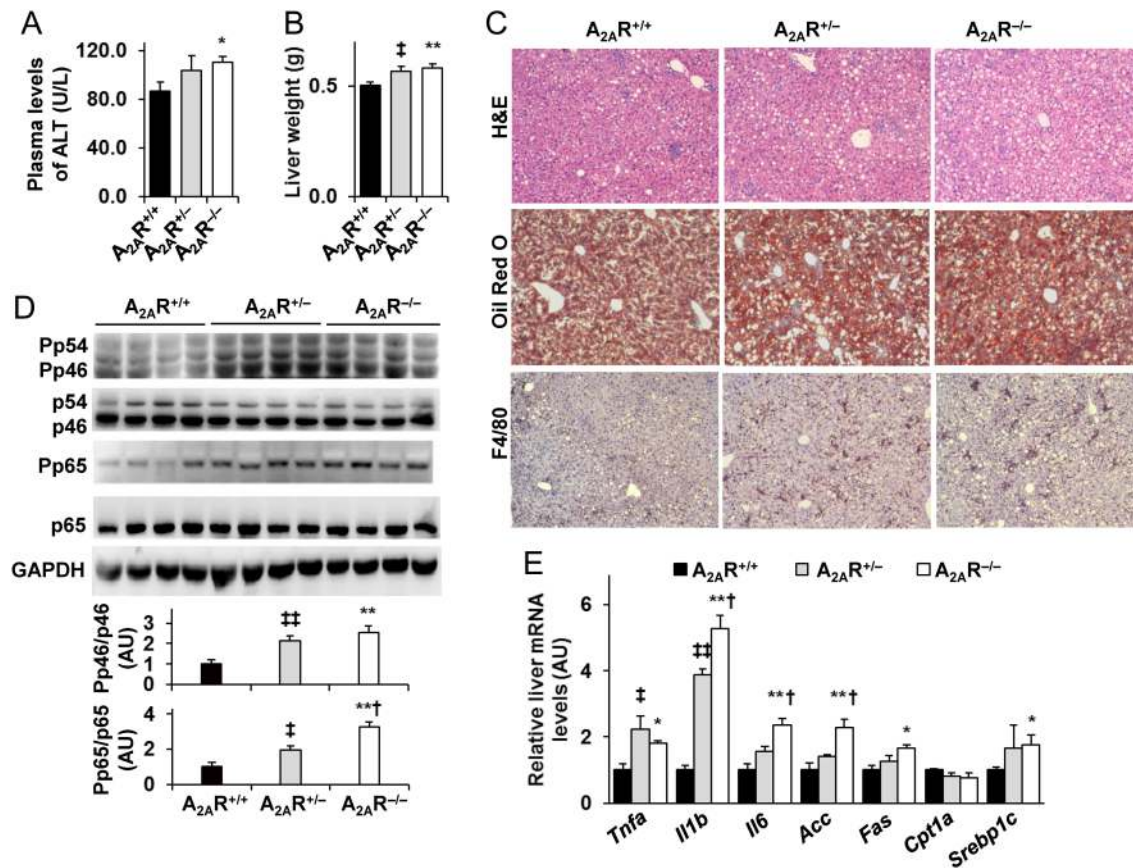 A
Plasma levels
of ALT (U/L)
120.0
80.0
40.0
0.0
*
A₂AR⁺/⁺
A₂AR⁺/⁻
A₂AR⁻/⁻
B
Liver weight (g)
0.5
0.0
‡
**
A₂AR⁺/⁺
A₂AR⁺/⁻
A₂AR⁻/⁻
C
A₂AR⁺/⁺
A₂AR⁺/⁻
A₂AR⁻/⁻
H&E
Oil Red O
F4/80
D
A₂AR⁺/⁺
A₂AR⁺/⁻
A₂AR⁻/⁻
Pp54
Pp46
p54
p46
Pp65
p65
GAPDH
Pp46/p46
(AU)
3
2
1
0
‡‡
**
Pp65/p65
(AU)
4
2
0
‡
**†
A₂AR⁺/⁺
A₂AR⁺/⁻
A₂AR⁻/⁻
E
A₂AR⁺/⁺
A₂AR⁺/⁻
A₂AR⁻/⁻
Relative liver mRNA
levels (AU)
6
4
2
0
‡
*
‡‡
**†
**†
**†
*
*
Tnfa
Il1b
Il6
Acc
Fas
Cpt1a
Srebp1c